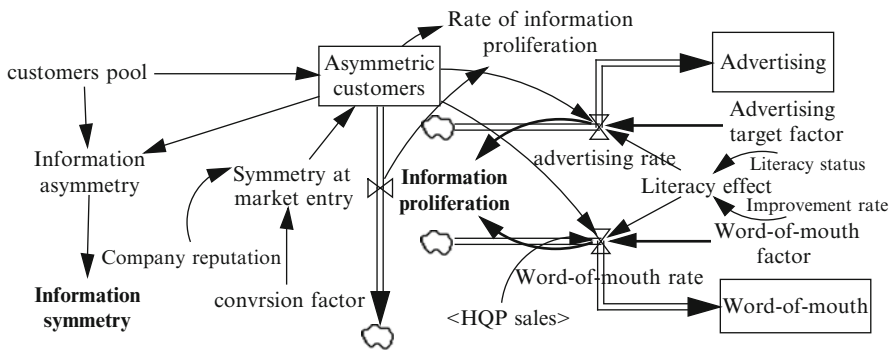 Rate of information
proliferation
Asymmetric
customers
Advertising
customers pool
Advertising
target factor
advertising rate
Information
asymmetry
Symmetry at
market entry
Information
proliferation
Literacy effect
Literacy status
Improvement rate
Word-of-mouth
factor
Company reputation
Word-of-mouth rate
Information
symmetry
convrsion factor
<HQP sales>
Word-of-mouth